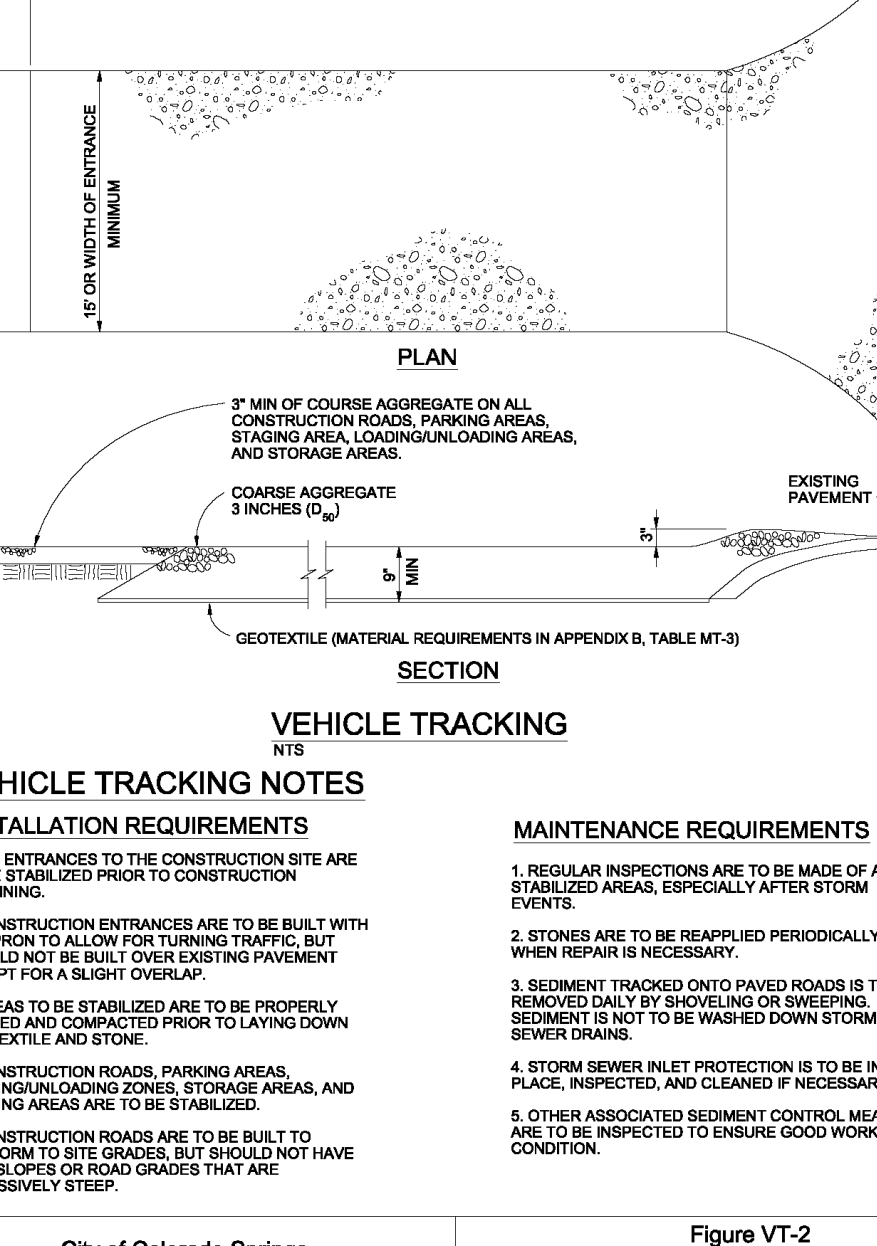 15' OR WIDTH OF ENTRANCE
MINIMUM
PLAN
3" MIN OF COURSE AGGREGATE ON ALL
CONSTRUCTION ROADS, PARKING AREAS,
STAGING AREA, LOADING/UNLOADING AREAS,
AND STORAGE AREAS.
COARSE AGGREGATE
3 INCHES (D50)
EXISTING
PAVEMENT
3"
9"
MIN
GEOTEXTILE (MATERIAL REQUIREMENTS IN APPENDIX B, TABLE MT-3)
SECTION
VEHICLE TRACKING
NTS
HICLE TRACKING NOTES
TALLATION REQUIREMENTS
ENTRANCES TO THE CONSTRUCTION SITE ARE
STABILIZED PRIOR TO CONSTRUCTION
NING.
NSTRUCTION ENTRANCES ARE TO BE BUILT WITH
PRON TO ALLOW FOR TURNING TRAFFIC, BUT
LD NOT BE BUILT OVER EXISTING PAVEMENT
PT FOR A SLIGHT OVERLAP.
EAS TO BE STABILIZED ARE TO BE PROPERLY
ED AND COMPACTED PRIOR TO LAYING DOWN
EXTILE AND STONE.
NSTRUCTION ROADS, PARKING AREAS,
NG/UNLOADING ZONES, STORAGE AREAS, AND
NG AREAS ARE TO BE STABILIZED.
NSTRUCTION ROADS ARE TO BE BUILT TO
ORM TO SITE GRADES, BUT SHOULD NOT HAVE
SLOPES OR ROAD GRADES THAT ARE
SSIVELY STEEP.
MAINTENANCE REQUIREMENTS
1. REGULAR INSPECTIONS ARE TO BE MADE OF A
STABILIZED AREAS, ESPECIALLY AFTER STORM
EVENTS.
2. STONES ARE TO BE REAPPLIED PERIODICALLY
WHEN REPAIR IS NECESSARY.
3. SEDIMENT TRACKED ONTO PAVED ROADS IS T
REMOVED DAILY BY SHOVELING OR SWEEPING.
SEDIMENT IS NOT TO BE WASHED DOWN STORM
SEWER DRAINS.
4. STORM SEWER INLET PROTECTION IS TO BE IN
PLACE, INSPECTED, AND CLEANED IF NECESSAR
5. OTHER ASSOCIATED SEDIMENT CONTROL MEA
ARE TO BE INSPECTED TO ENSURE GOOD WORK
CONDITION.
City of Colorado Springs
Figure VT-2